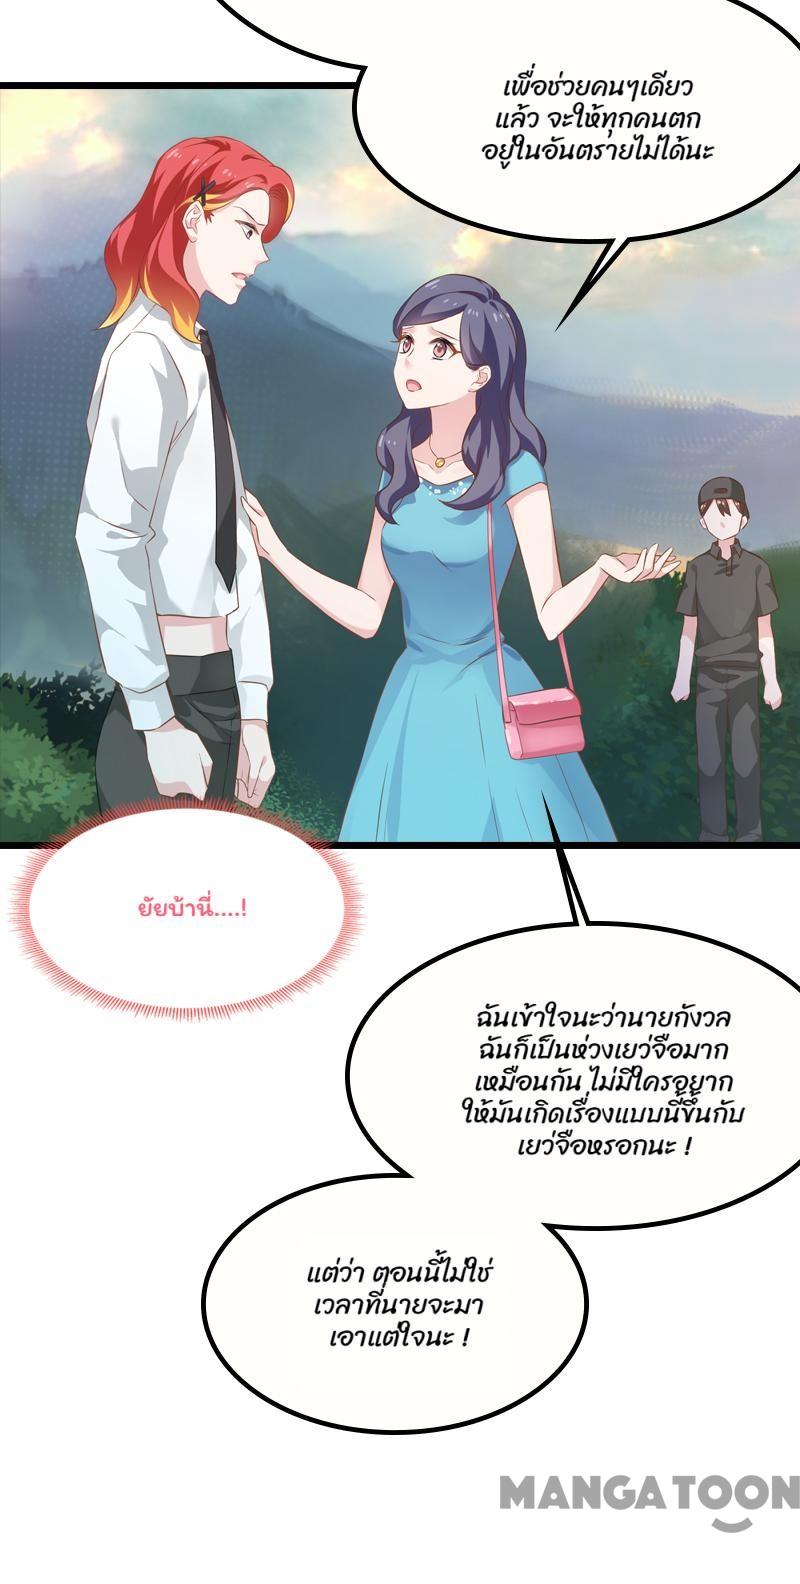 เพื่อช่วยคนๆเดียว
แล้ว จะให้ทุกคนตก
อยู่ในอันตรายไม่ได้นะ
ยัยบ้านี่....!
ฉันเข้าใจนะว่านายกังวล
ฉันก็เป็นห่วงเยว่จือมาก
เหมือนกัน ไม่มีใครอยาก
ให้มันเกิดเรื่องแบบนี้ขึ้นกับ
เยว่จือหรอกนะ !
แต่ว่า ตอนนี้ไม่ใช่
เวลาที่นายจะมา
เอาแต่ใจนะ !
MANGATOON